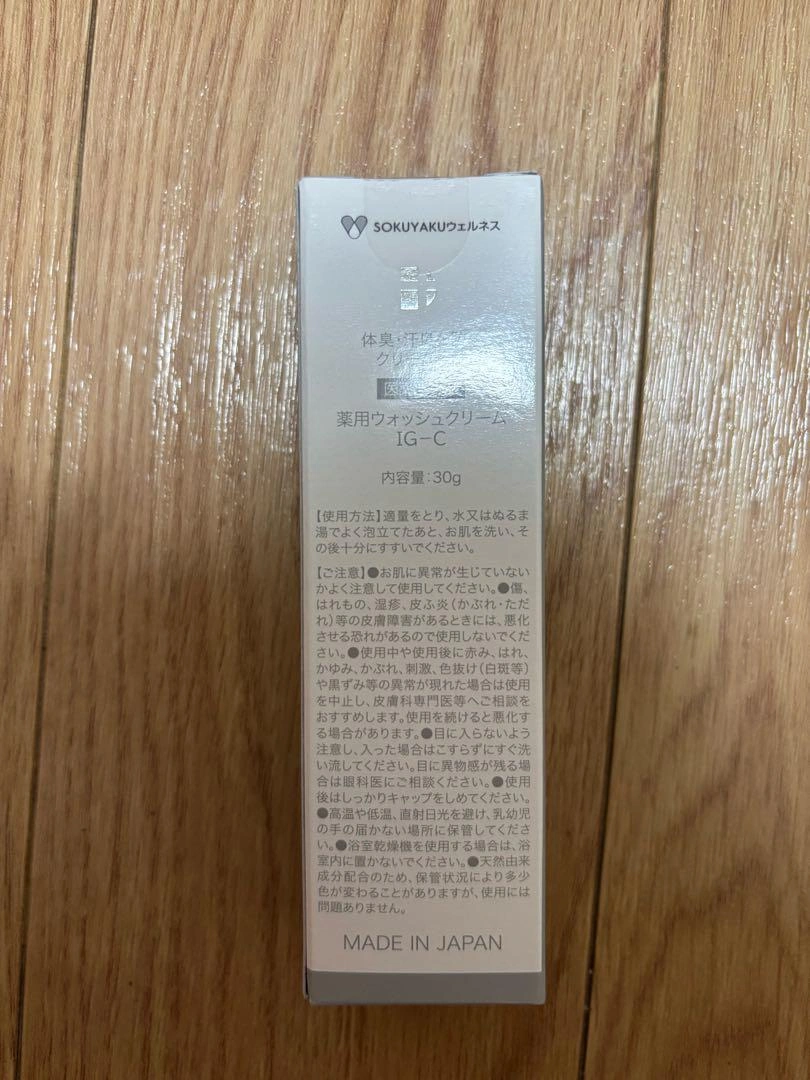 SOKUYAKUウェルネス
体臭・汗臭
薬用ウォッシュクリーム
IG-C
内容量:30g
【使用方法】適量をとり、水又はぬるま
湯でよく泡立てたあと、お肌を洗い、そ
の後十分にすすいでください。
【ご注意】●お肌に異常が生じていない
かよく注意して使用してください。●傷、
はれもの、湿疹、皮ふ炎(かぶれ・ただ
れ)等の皮膚障害があるときには、悪化
させる恐れがあるので使用しないでくだ
さい。●使用中や使用後に赤み、はれ、
かゆみ、かぶれ、刺激、色抜け(白斑等)
や黒ずみ等の異常が現れた場合は使用
を中止し、皮膚科専門医等へご相談を
おすすめします。使用を続けると悪化す
る場合があります。●目に入らないよう
注意し、入った場合はこすらずにすぐ洗
い流してください。目に異物感が残る場
合は眼科医にご相談ください。●使用
後はしっかりキャップをしめてください。
●高温や低温、直射日光を避け、乳幼児
の手の届かない場所に保管してくださ
い。●浴室乾燥機を使用する場合は、浴
室内に置かないでください。●天然由来
成分配合のため、保管状況により多少
色が変わることがありますが、使用には
問題ありません。
MADE IN JAPAN